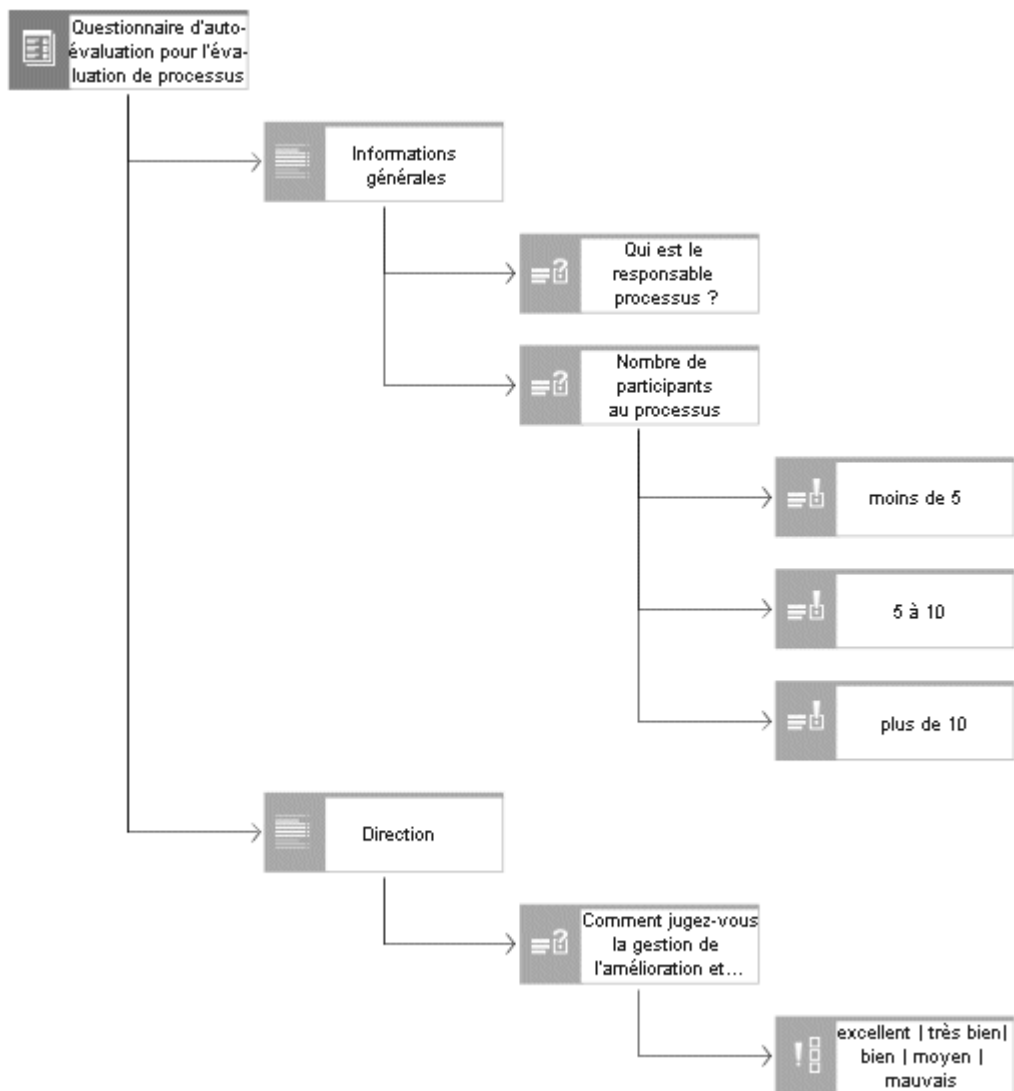 Questionnaire d'auto-
évaluation pour l'éva-
luation de processus
Informations
générales
Qui est le
responsable
processus ?
Nombre de
participants
au processus
moins de 5
5 à 10
plus de 10
Direction
Comment jugez-vous
la gestion de
l'amélioration et...
excellent | très bien|
bien | moyen |
mauvais